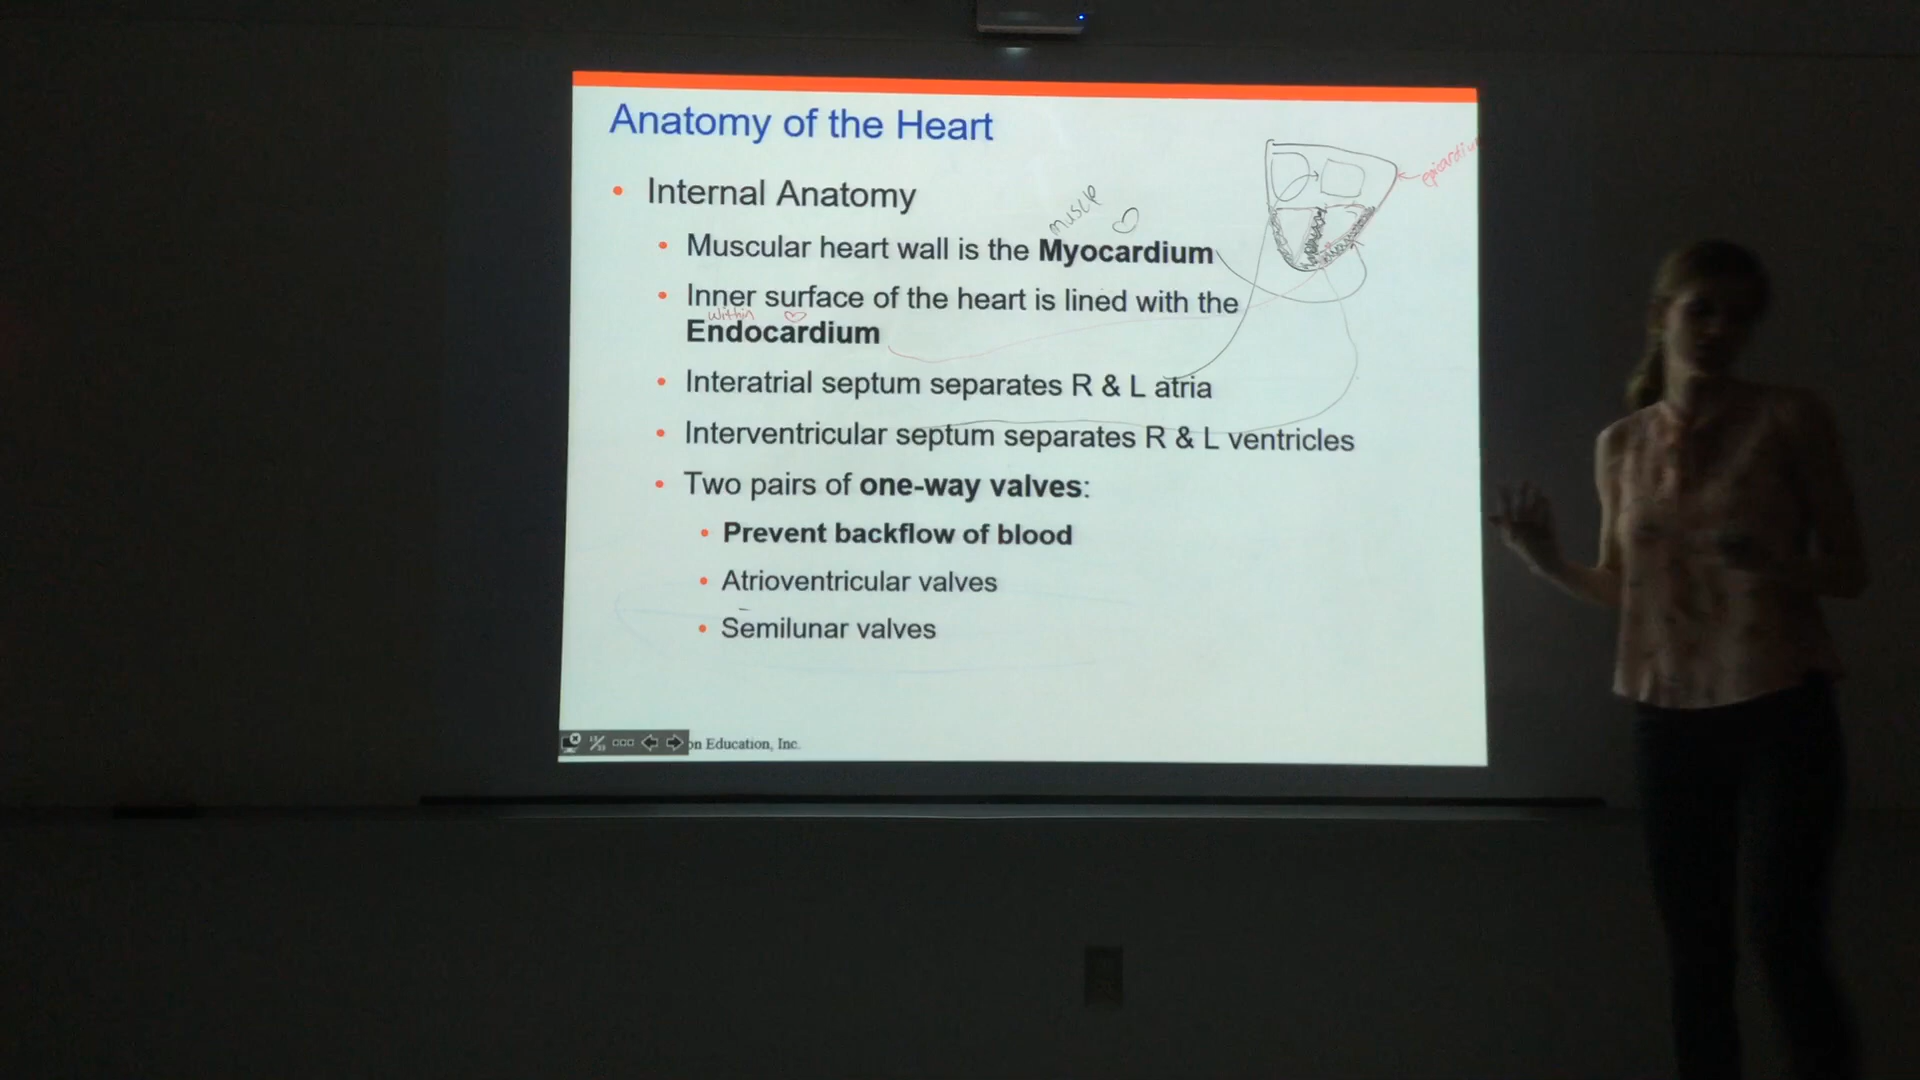 Anatomy of the Heart
epicardium
• Internal Anatomy
muscle
• Muscular heart wall is the Myocardium
• Inner surface of the heart is lined with the
within
Endocardium
• Interatrial septum separates R & L atria
• Interventricular septum separates R & L ventricles
• Two pairs of one-way valves:
• Prevent backflow of blood
• Atrioventricular valves
• Semilunar valves
on Education, Inc.